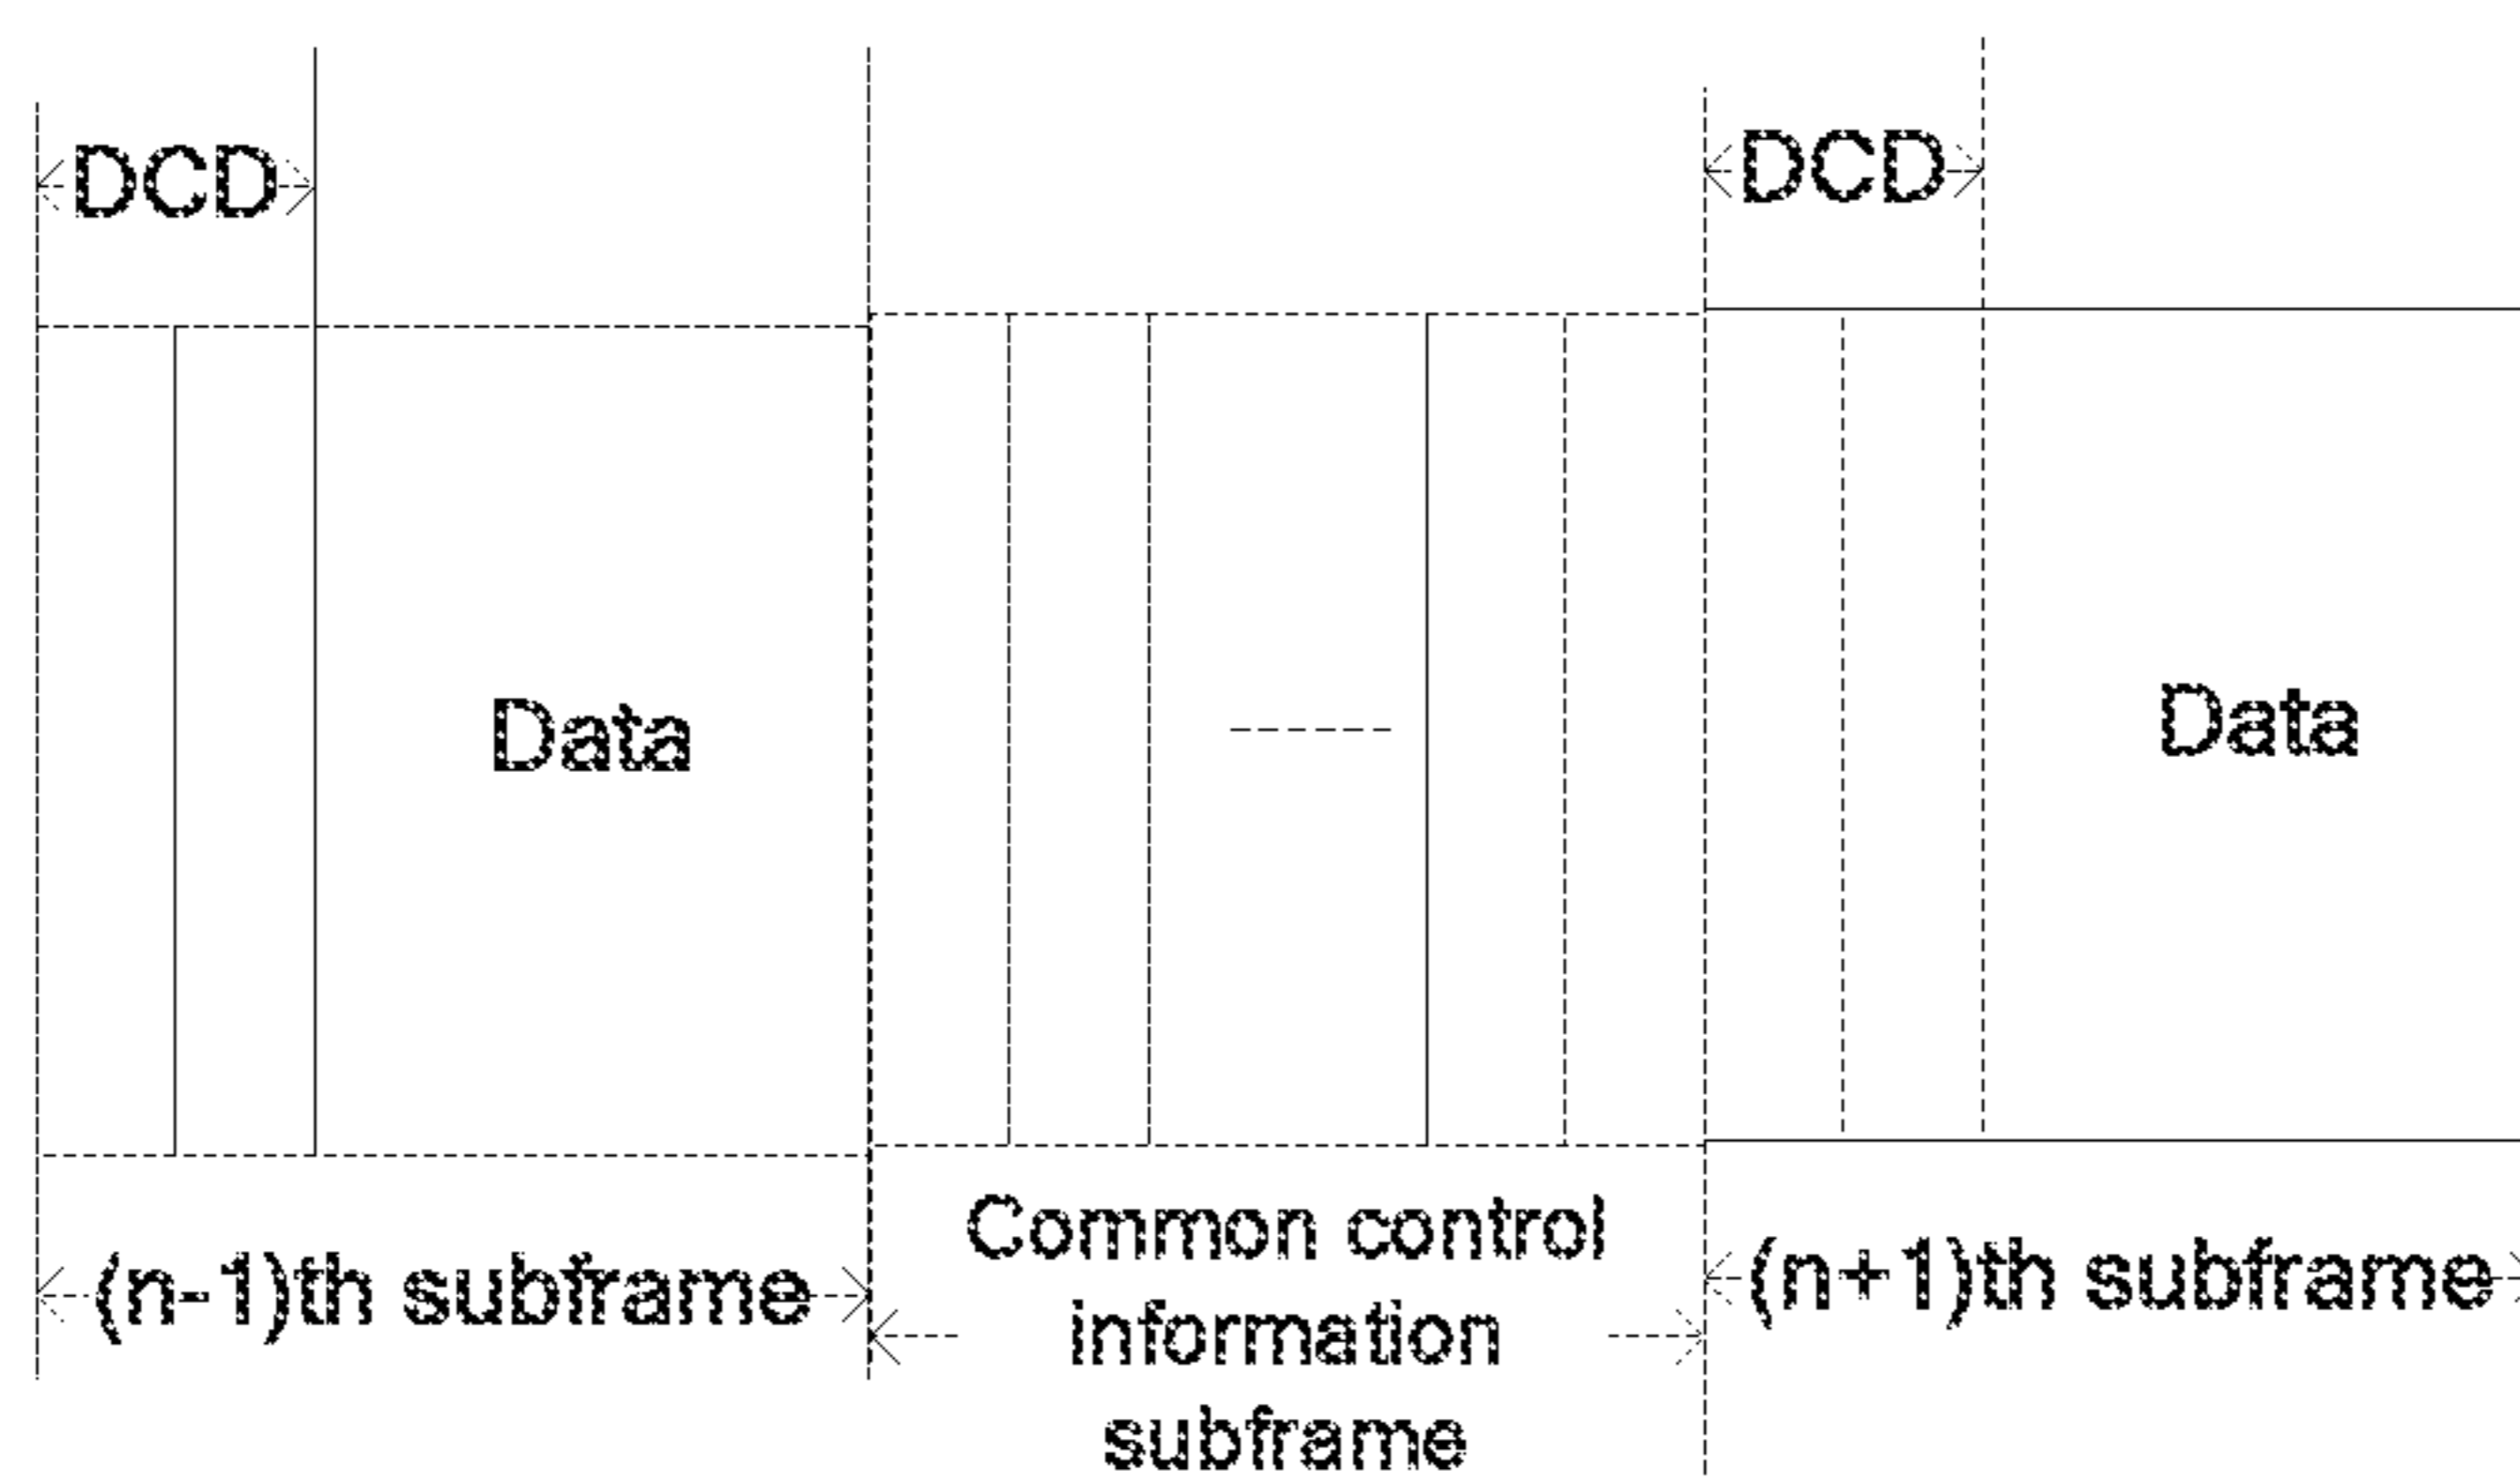 DCD
DCD
Data
Data
(n-1)th subframe
Common control
information
subframe
(n+1)th subframe